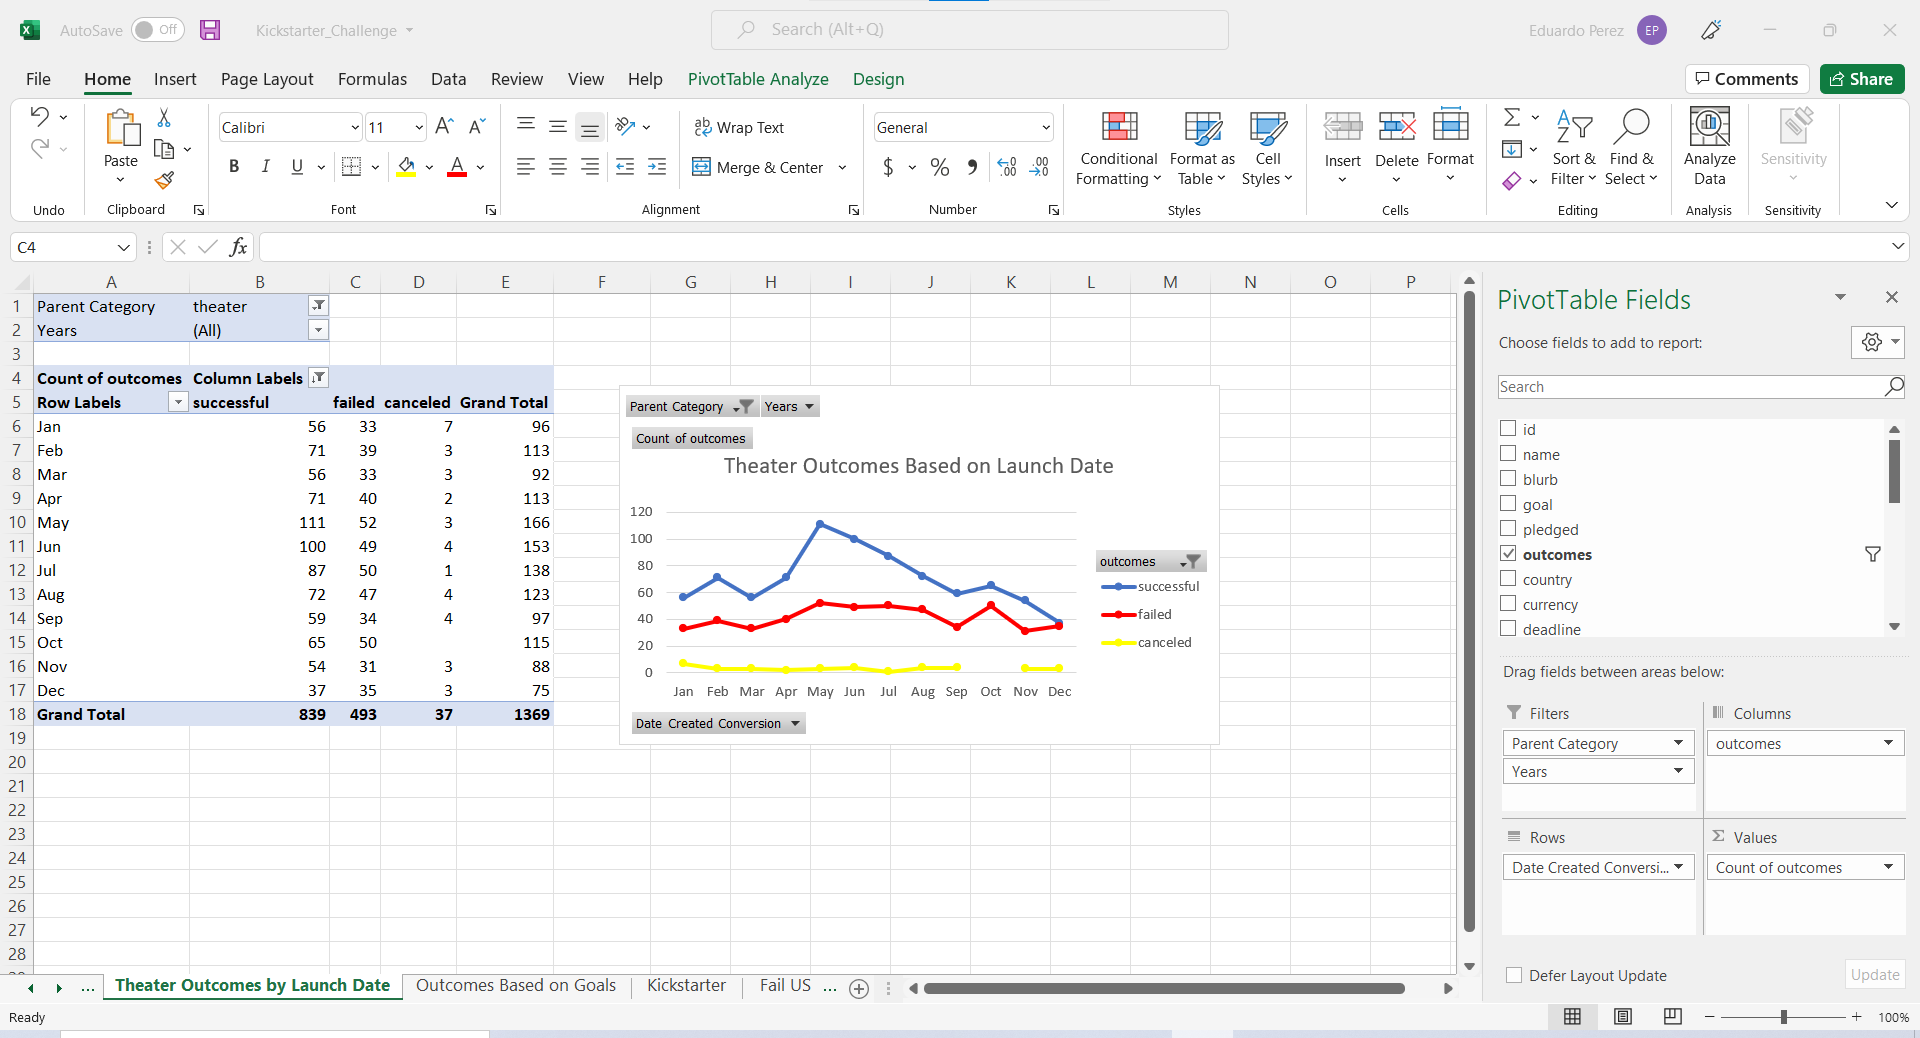 AutoSave Off Kickstarter_Challenge Search (Alt+Q) Eduardo Perez EP
File Home Insert Page Layout Formulas Data Review View Help PivotTable Analyze Design Comments Share
Calibri 11 Wrap Text General
Paste B I U Merge & Center $ % Conditional Formatting Format as Table Cell Styles Insert Delete Format Sort & Filter Find & Select Analyze Data Sensitivity
Undo Clipboard Font Alignment Number Styles Cells Editing Analysis Sensitivity
C4 fx
A B C D E F G H I J K L M N O P
1 Parent Category theater
2 Years (All)
3
4 Count of outcomes Column Labels
5 Row Labels successful failed canceled Grand Total
6 Jan 56 33 7 96
7 Feb 71 39 3 113
8 Mar 56 33 3 92
9 Apr 71 40 2 113
10 May 111 52 3 166
11 Jun 100 49 4 153
12 Jul 87 50 1 138
13 Aug 72 47 4 123
14 Sep 59 34 4 97
15 Oct 65 50 115
16 Nov 54 31 3 88
17 Dec 37 35 3 75
18 Grand Total 839 493 37 1369
19
20
21
22
23
24
25
26
27
28
Parent Category Years
Count of outcomes
Theater Outcomes Based on Launch Date
120
100
80
60
40
20
0
Jan Feb Mar Apr May Jun Jul Aug Sep Oct Nov Dec
outcomes
successful
failed
canceled
Date Created Conversion
PivotTable Fields
Choose fields to add to report:
Search
id
name
blurb
goal
pledged
outcomes
country
currency
deadline
Drag fields between areas below:
Filters Columns
Parent Category outcomes
Years
Rows Σ Values
Date Created Conversi... Count of outcomes
Defer Layout Update Update
... Theater Outcomes by Launch Date Outcomes Based on Goals Kickstarter Fail US ...
Ready 100%